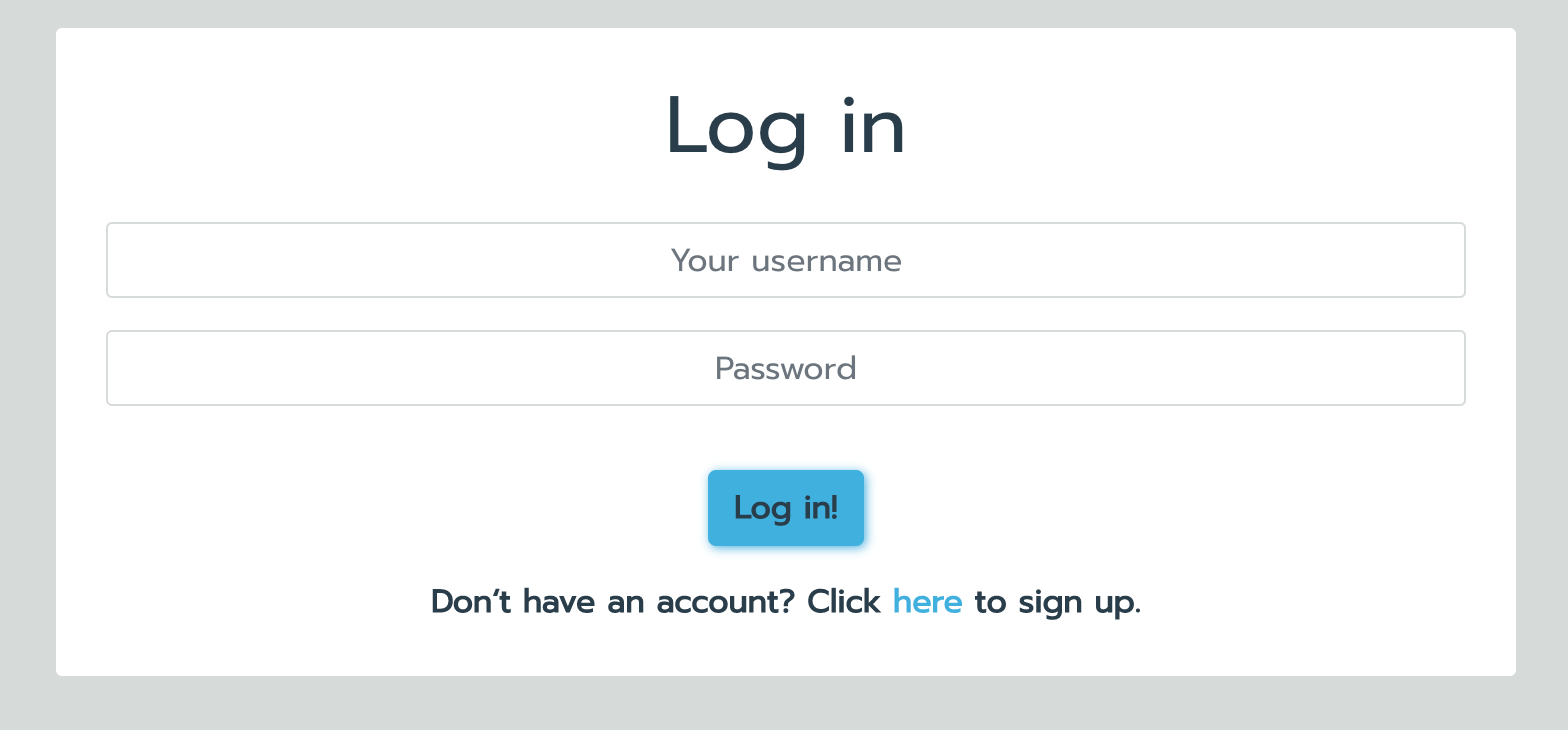 Log in
Your username
Password
Log in!
Don’t have an account? Click here to sign up.